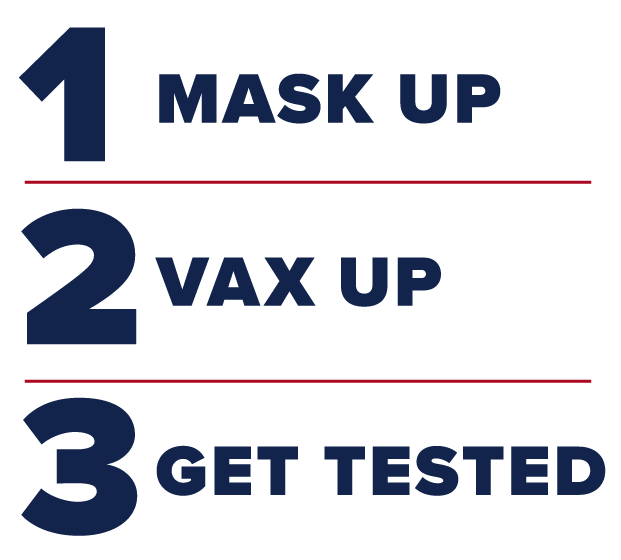 1 MASK UP
2 VAX UP
3 GET TESTED